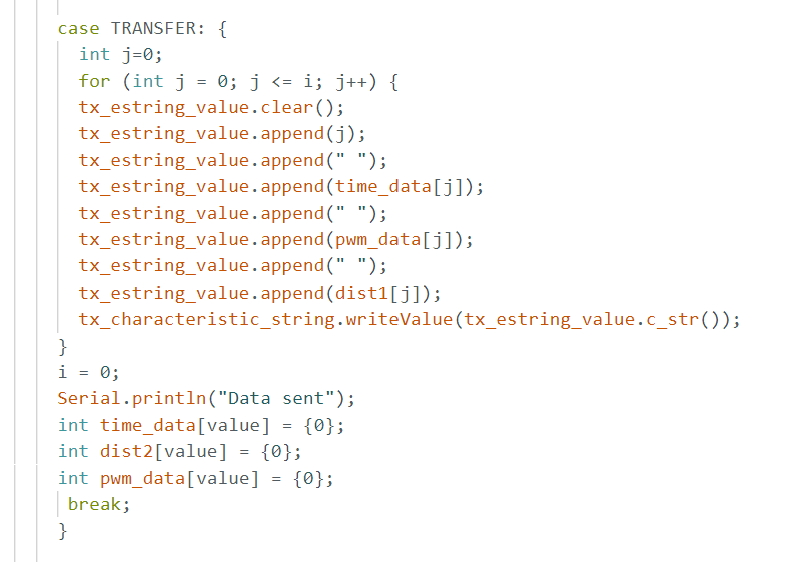 case TRANSFER: {
int j=0;
for (int j = 0; j <= i; j++) {
tx_estring_value.clear();
tx_estring_value.append(j);
tx_estring_value.append(" ");
tx_estring_value.append(time_data[j]);
tx_estring_value.append(" ");
tx_estring_value.append(pwm_data[j]);
tx_estring_value.append(" ");
tx_estring_value.append(dist1[j]);
tx_characteristic_string.writeValue(tx_estring_value.c_str());
}
i = 0;
Serial.println("Data sent");
int time_data[value] = {0};
int dist2[value] = {0};
int pwm_data[value] = {0};
break;
}